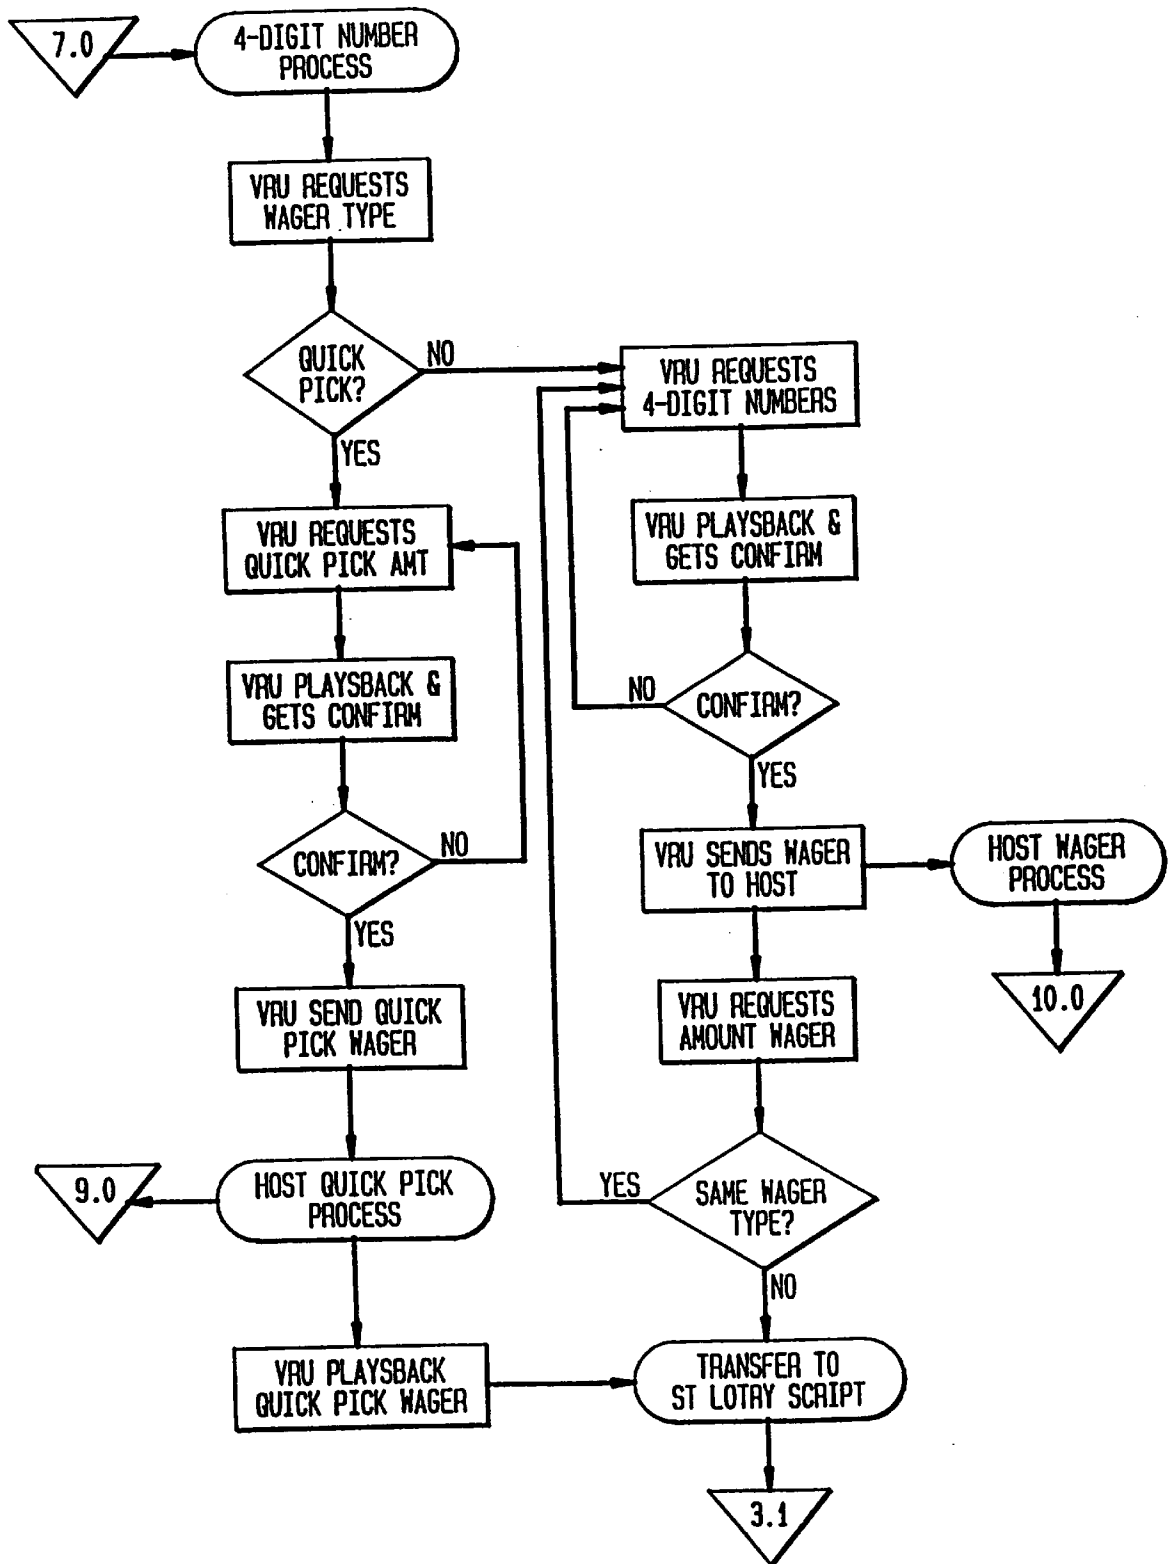 7.0
4-DIGIT NUMBER
PROCESS
VRU REQUESTS
WAGER TYPE
QUICK
PICK?
NO
YES
VRU REQUESTS
4-DIGIT NUMBERS
VRU REQUESTS
QUICK PICK AMT
VRU PLAYSBACK &
GETS CONFIRM
VRU PLAYSBACK &
GETS CONFIRM
CONFIRM?
NO
YES
CONFIRM?
NO
YES
VRU SENDS WAGER
TO HOST
HOST WAGER
PROCESS
10.0
VRU SEND QUICK
PICK WAGER
VRU REQUESTS
AMOUNT WAGER
9.0
HOST QUICK PICK
PROCESS
SAME WAGER
TYPE?
YES
NO
VRU PLAYSBACK
QUICK PICK WAGER
TRANSFER TO
ST LOTRY SCRIPT
3.1